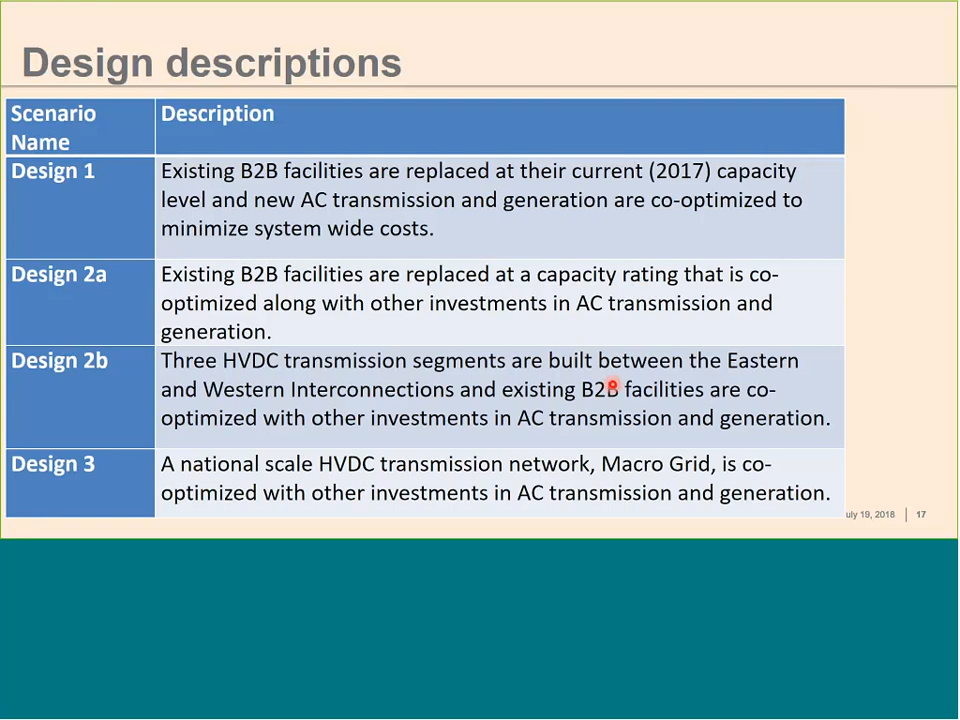 Design descriptions
Scenario Name
Description
Design 1
Existing B2B facilities are replaced at their current (2017) capacity
level and new AC transmission and generation are co-optimized to
minimize system wide costs.
Design 2a
Existing B2B facilities are replaced at a capacity rating that is co-
optimized along with other investments in AC transmission and
generation.
Design 2b
Three HVDC transmission segments are built between the Eastern
and Western Interconnections and existing B2B facilities are co-
optimized with other investments in AC transmission and generation.
Design 3
A national scale HVDC transmission network, Macro Grid, is co-
optimized with other investments in AC transmission and generation.
uly 19, 2018 | 17